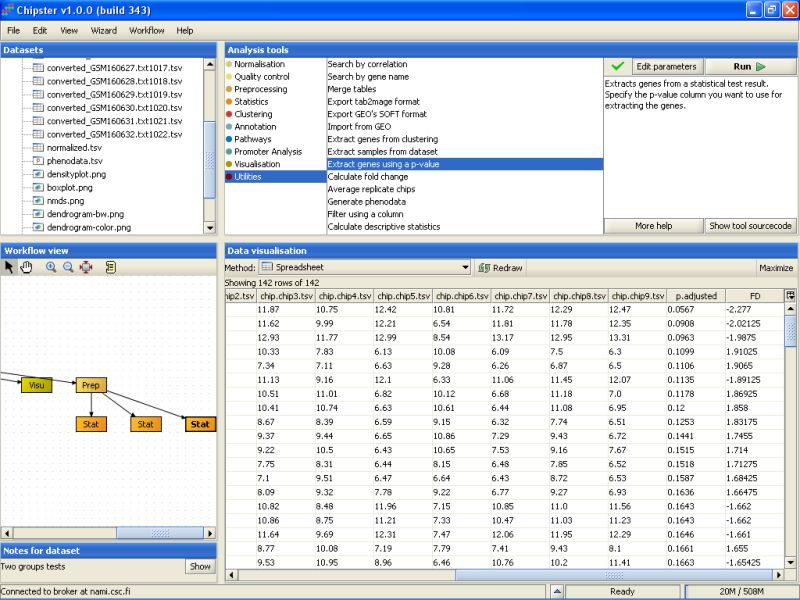 Chipster v1.0.0 (build 343)
File Edit View Wizard Workflow Help
Datasets
converted_GSM160627.txt1017.tsv
converted_GSM160628.txt1018.tsv
converted_GSM160629.txt1019.tsv
converted_GSM160630.txt1020.tsv
converted_GSM160631.txt1021.tsv
converted_GSM160632.txt1022.tsv
normalized.tsv
phenodata.tsv
densityplot.png
boxplot.png
nmds.png
dendrogram-bw.png
dendrogram-color.png
Analysis tools
Normalisation
Quality control
Preprocessing
Statistics
Clustering
Annotation
Pathways
Promoter Analysis
Visualisation
Utilities
Search by correlation
Search by gene name
Merge tables
Export tab2mage format
Export GEO's SOFT format
Import from GEO
Extract genes from clustering
Extract samples from dataset
Extract genes using a p-value
Calculate fold change
Average replicate chips
Generate phenodata
Filter using a column
Calculate descriptive statistics
Edit parameters Run
Extracts genes from a statistical test result.
Specify the p-value column you want to use for
extracting the genes.
More help Show tool sourcecode
Workflow view
Visu Prep
Stat Stat Stat
Notes for dataset
Two groups tests Show
Data visualisation
Method: Spreadsheet Redraw Maximize
Showing 142 rows of 142
hip2.tsv chip.chip3.tsv chip.chip4.tsv chip.chip5.tsv chip.chip6.tsv chip.chip7.tsv chip.chip8.tsv chip.chip9.tsv p.adjusted FD
11.87 10.75 12.42 10.81 11.72 12.29 12.47 0.0567 -2.277
11.62 9.99 12.21 6.54 11.81 11.78 12.35 0.0908 -2.02125
12.93 11.77 12.99 8.54 13.17 12.95 13.31 0.0963 -1.9875
10.33 7.83 6.13 10.08 6.09 7.5 6.3 0.1099 1.91025
7.34 7.11 6.63 9.28 6.26 6.87 6.5 0.1106 1.9065
11.13 9.16 12.1 6.33 11.06 11.45 12.07 0.1135 -1.89125
10.51 11.01 6.82 10.12 6.68 11.18 7.0 0.1178 1.86925
10.41 10.74 6.63 10.61 6.44 11.08 6.95 0.12 1.858
8.67 8.39 6.59 9.15 6.32 7.74 6.51 0.1253 1.83175
9.37 9.44 6.65 10.86 7.29 9.43 6.72 0.1441 1.7455
9.22 10.5 6.43 10.65 7.53 9.16 7.67 0.1515 1.714
7.75 8.31 6.44 8.15 6.48 7.85 6.52 0.1518 1.71275
7.1 9.51 6.47 7.64 6.43 8.72 6.53 0.1587 1.68425
8.09 9.32 7.78 9.22 6.77 9.27 6.93 0.1636 1.66475
10.82 8.48 11.96 7.15 10.85 11.0 11.56 0.1643 -1.661
10.86 8.75 11.21 7.33 10.47 11.03 11.23 0.1643 -1.662
11.64 9.69 12.31 7.47 12.06 11.95 12.29 0.1646 -1.661
8.77 10.08 7.19 7.79 7.41 9.43 8.1 0.1661 1.655
9.53 10.95 8.96 6.46 10.76 10.2 11.41 0.1663 -1.65425
Connected to broker at nami.csc.fi Ready 20M / 508M